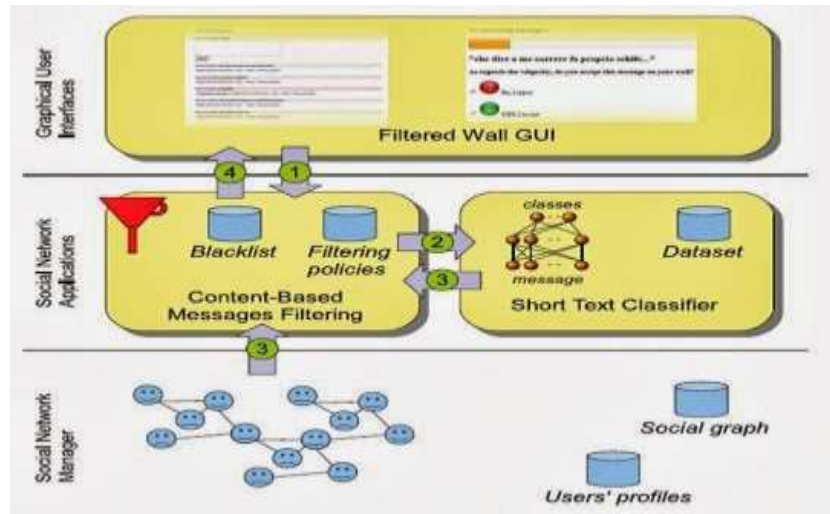 Graphical User
Interfaces
"che dire a me correre fa proprio schifo..."
Filtered Wall GUI
4
1
Social Network
Applications
Blacklist
Filtering
policies
2
3
classes
message
Dataset
Content-Based
Messages Filtering
Short Text Classifier
3
Social Network
Manager
Social graph
Users' profiles